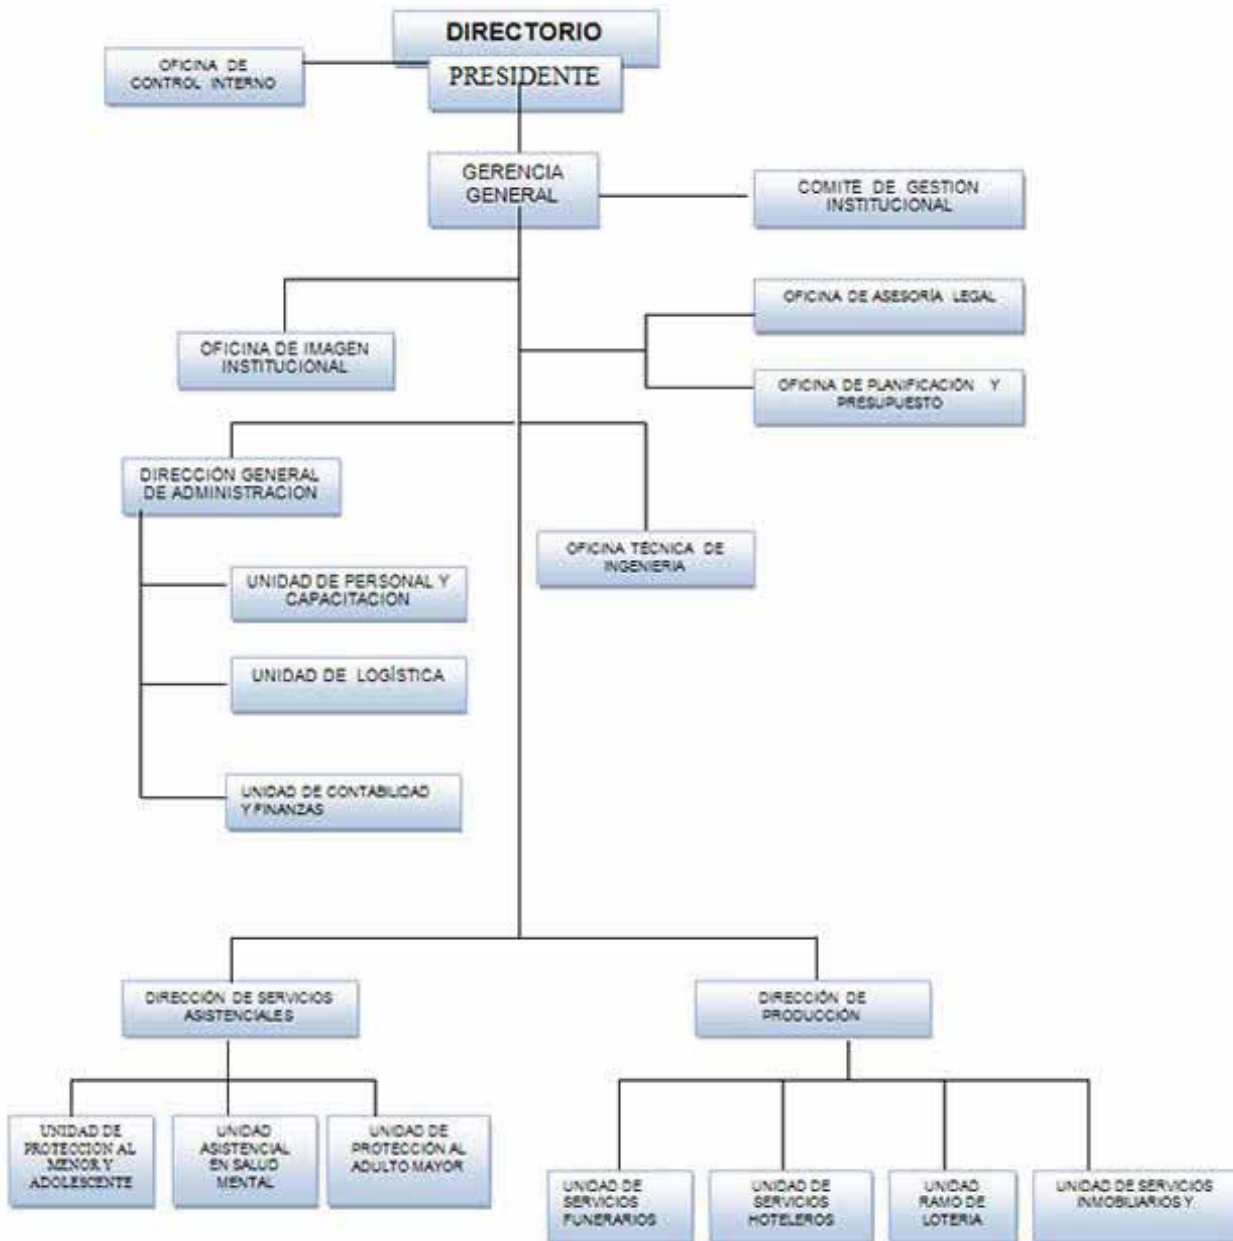 DIRECTORIO
OFICINA DE
CONTROL INTERNO
PRESIDENTE
GERENCIA
GENERAL
COMITÉ DE GESTIÓN
INSTITUCIONAL
OFICINA DE ASESORÍA LEGAL
OFICINA DE IMAGEN
INSTITUCIONAL
OFICINA DE PLANIFICACIÓN Y
PRESUPUESTO
DIRECCIÓN GENERAL
DE ADMINISTRACION
OFICINA TÉCNICA DE
INGENIERIA
UNIDAD DE PERSONAL Y
CAPACITACION
UNIDAD DE LOGÍSTICA
UNIDAD DE CONTABILIDAD
Y FINANZAS
DIRECCIÓN DE SERVICIOS
ASISTENCIALES
DIRECCIÓN DE
PRODUCCIÓN
UNIDAD DE
PROTECCIÓN AL
MENOR Y
ADOLESCENTE
UNIDAD
ASISTENCIAL
EN SALUD
MENTAL
UNIDAD DE
PROTECCIÓN AL
ADULTO MAYOR
UNIDAD DE
SERVICIOS
FUNERARIOS
UNIDAD DE
SERVICIOS
HOTELEROS
UNIDAD
RAMO DE
LOTERIA
UNIDAD DE SERVICIOS
INMOBILIARIOS Y